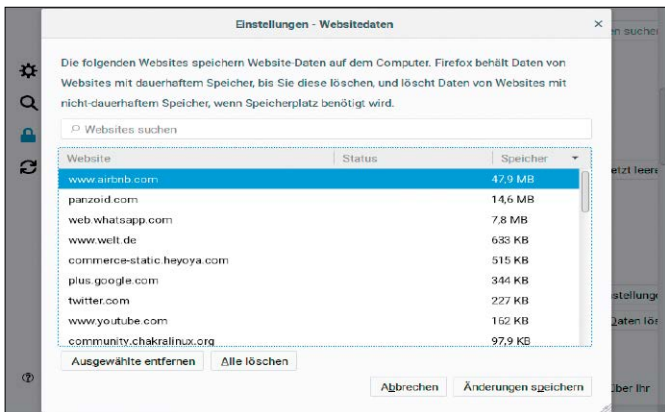 Einstellungen - Websitedaten
Die folgenden Websites speichern Website-Daten auf dem Computer. Firefox behält Daten von
Websites mit dauerhaftem Speicher, bis Sie diese löschen, und löscht Daten von Websites mit
nicht-dauerhaftem Speicher, wenn Speicherplatz benötigt wird.
Websites suchen
Website Status Speicher
www.airbnb.com 47,9 MB
panzoid.com 14,6 MB
web.whatsapp.com 7,8 MB
www.welt.de 633 KB
commerce-static.heyoya.com 515 KB
plus.google.com 344 KB
twitter.com 227 KB
www.youtube.com 162 KB
community.chakralinux.org 97,9 KB
Ausgewählte entfernen Alle löschen
Abbrechen Änderungen speichern
n suchen
etzt leere
stellunge
Daten lös
über Ihr